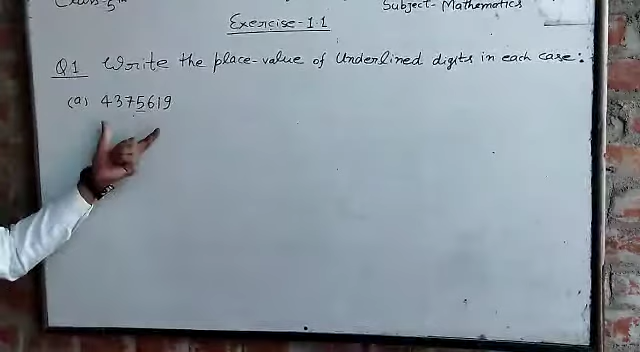 Class-5th
Subject- Mathematics
Exercise-1.1
Q1 Write the place-value of Underlined digits in each case:
(a) 4375619